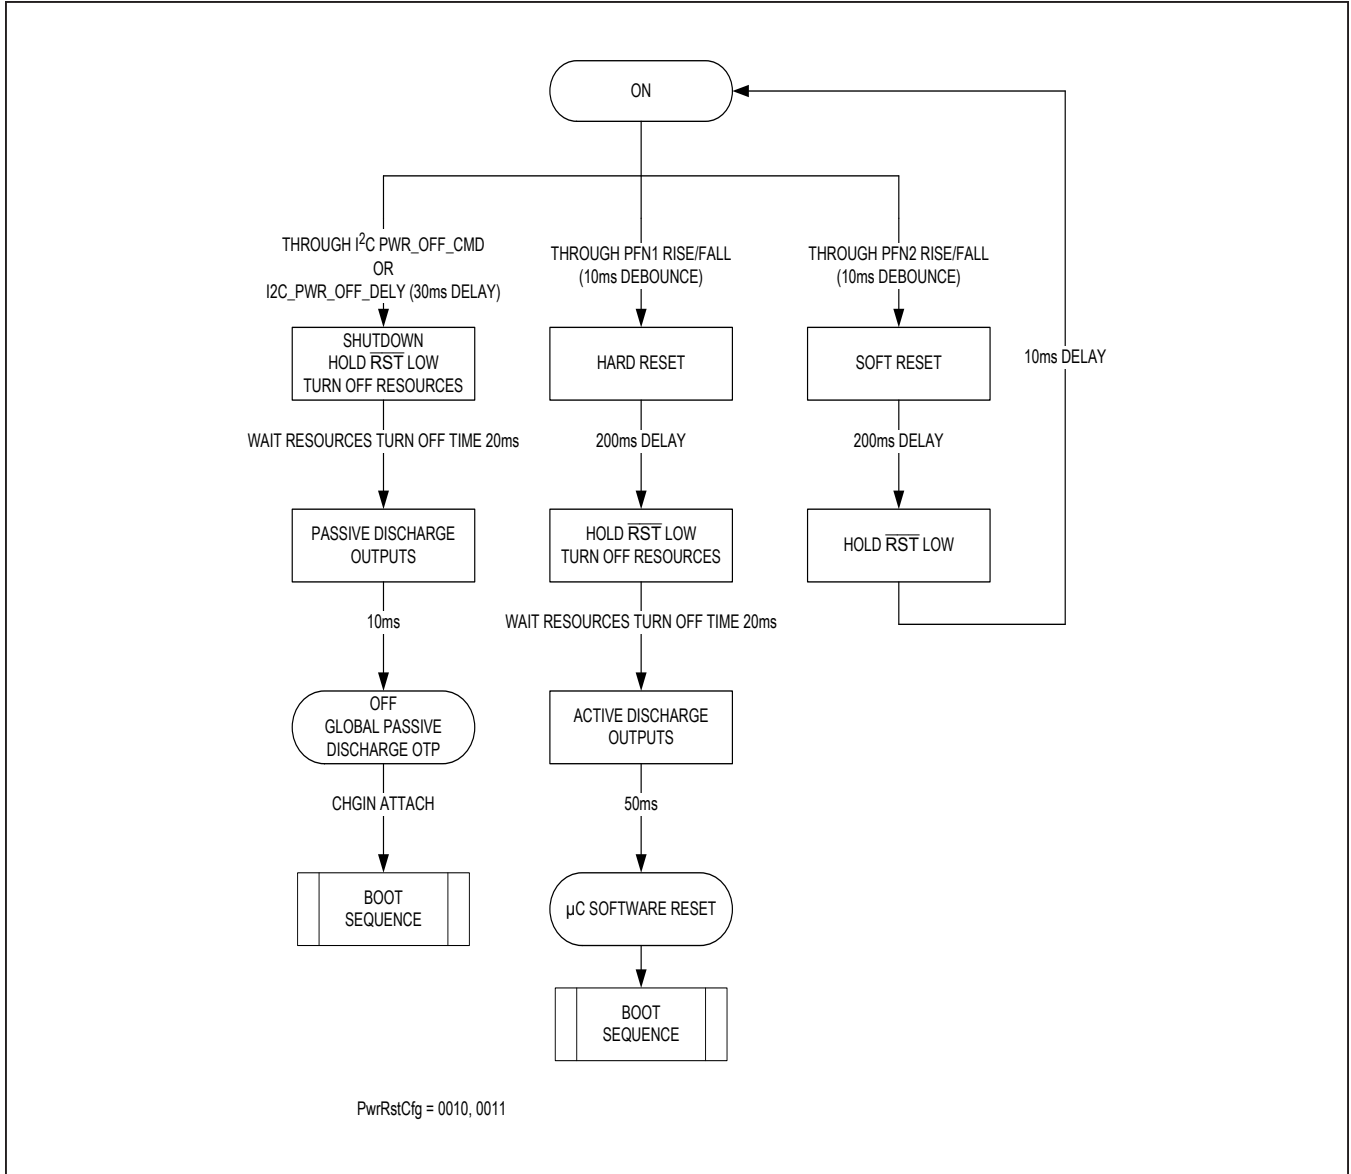 ON
THROUGH I²C PWR_OFF_CMD
OR
I2C_PWR_OFF_DELY (30ms DELAY)
SHUTDOWN
HOLD R̅S̅T̅ LOW
TURN OFF RESOURCES
WAIT RESOURCES TURN OFF TIME 20ms
PASSIVE DISCHARGE
OUTPUTS
10ms
OFF
GLOBAL PASSIVE
DISCHARGE OTP
CHGIN ATTACH
BOOT
SEQUENCE
THROUGH PFN1 RISE/FALL
(10ms DEBOUNCE)
HARD RESET
200ms DELAY
HOLD R̅S̅T̅ LOW
TURN OFF RESOURCES
WAIT RESOURCES TURN OFF TIME 20ms
ACTIVE DISCHARGE
OUTPUTS
50ms
µC SOFTWARE RESET
BOOT
SEQUENCE
THROUGH PFN2 RISE/FALL
(10ms DEBOUNCE)
SOFT RESET
200ms DELAY
HOLD R̅S̅T̅ LOW
10ms DELAY
PwrRstCfg = 0010, 0011